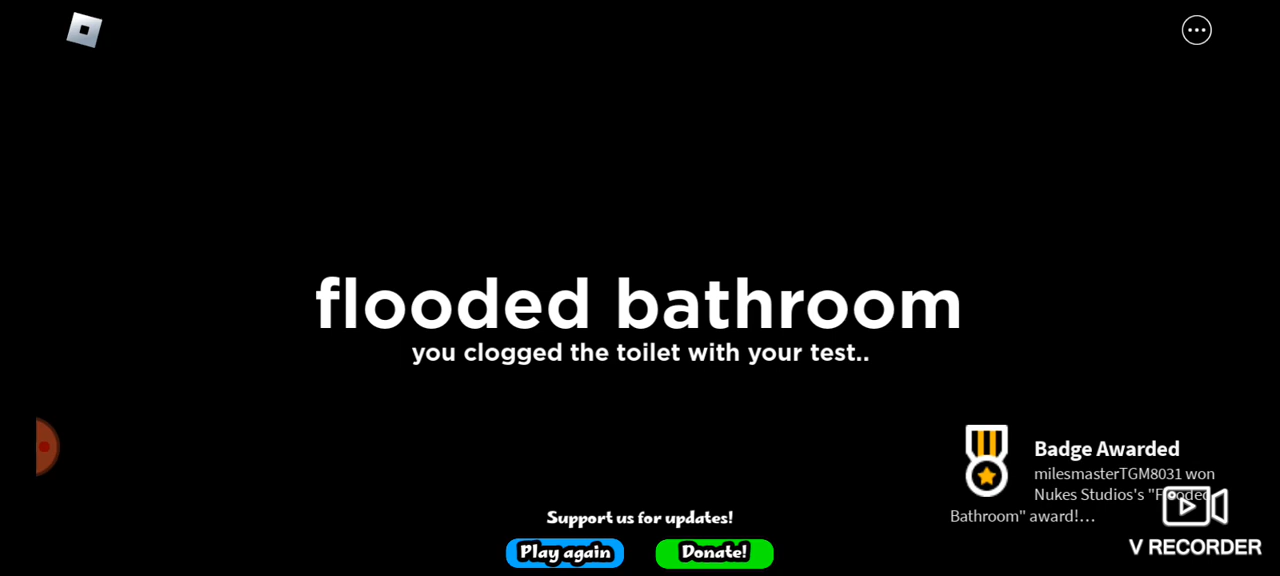 flooded bathroom
you clogged the toilet with your test..
Badge Awarded
milesmasterTGM8031 won
Nukes Studios's "Flooded
Bathroom" award!...
Support us for updates!
Play again
Donate!
V RECORDER